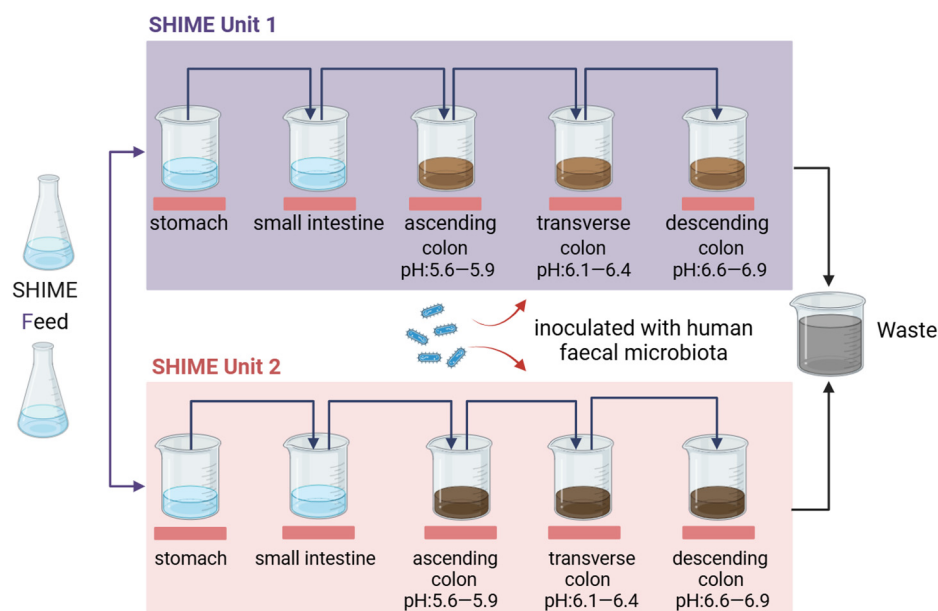 SHIME Unit 1
stomach
small intestine
ascending
colon
pH:5.6—5.9
transverse
colon
pH:6.1—6.4
descending
colon
pH:6.6—6.9
SHIME
Feed
inoculated with human
faecal microbiota
Waste
SHIME Unit 2
stomach
small intestine
ascending
colon
pH:5.6—5.9
transverse
colon
pH:6.1—6.4
descending
colon
pH:6.6—6.9